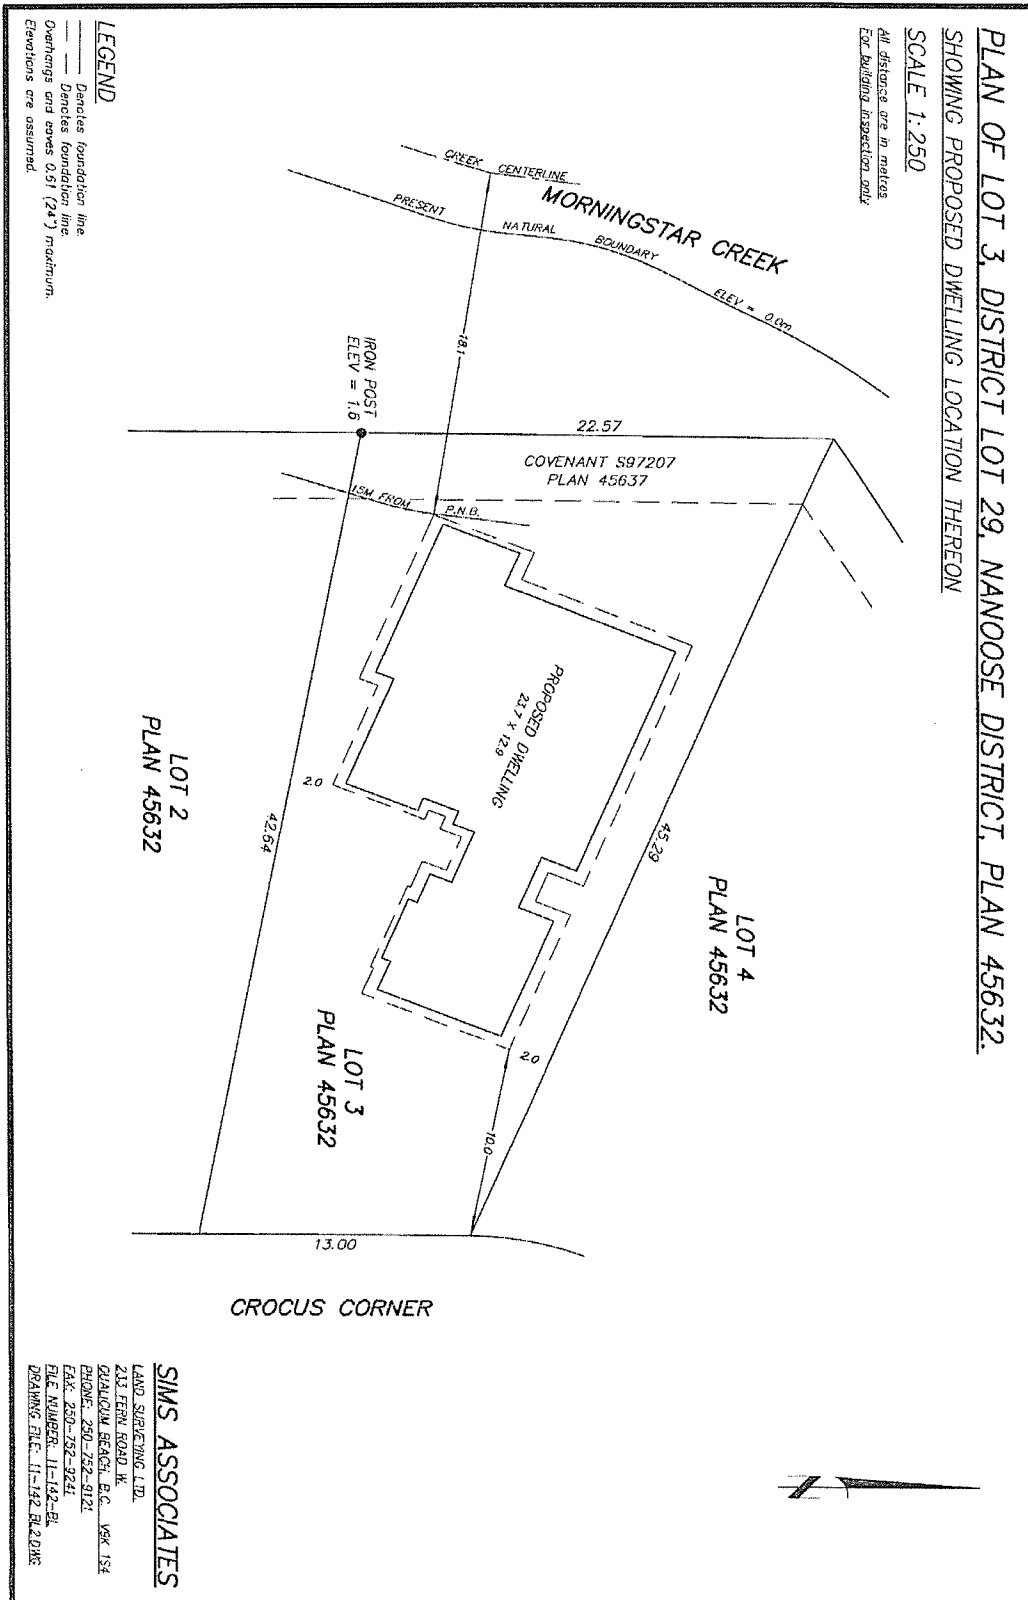 PLAN OF LOT 3, DISTRICT LOT 29, NANOOSE DISTRICT, PLAN 45632.
SHOWING PROPOSED DWELLING LOCATION THEREON
SCALE 1:250
All distance are in metres
For building inspection only
CREEK CENTERLINE
MORNINGSTAR CREEK
PRESENT NATURAL BOUNDARY ELEV = 0.0m
18.1
IRON POST
ELEV = 1.6
22.57
COVENANT S97207
PLAN 45637
15M FROM P.N.B.
PROPOSED DWELLING
23.7 X 12.9
2.0
42.64
45.29
LOT 2
PLAN 45632
LOT 4
PLAN 45632
LOT 3
PLAN 45632
2.0
10.0
13.00
CROCUS CORNER
LEGEND
Denotes foundation line.
Denotes foundation line.
Overhangs and eaves 0.61 (24") maximum.
Elevations are assumed.
SIMS ASSOCIATES
LAND SURVEYING LTD.
233 FERN ROAD W.
QUALICUM BEACH, B.C. V9K 1S4
PHONE: 250-752-9121
FAX: 250-752-9241
FILE NUMBER: 11-142-BL
DRAWING FILE: 11-142 BL2.DWG